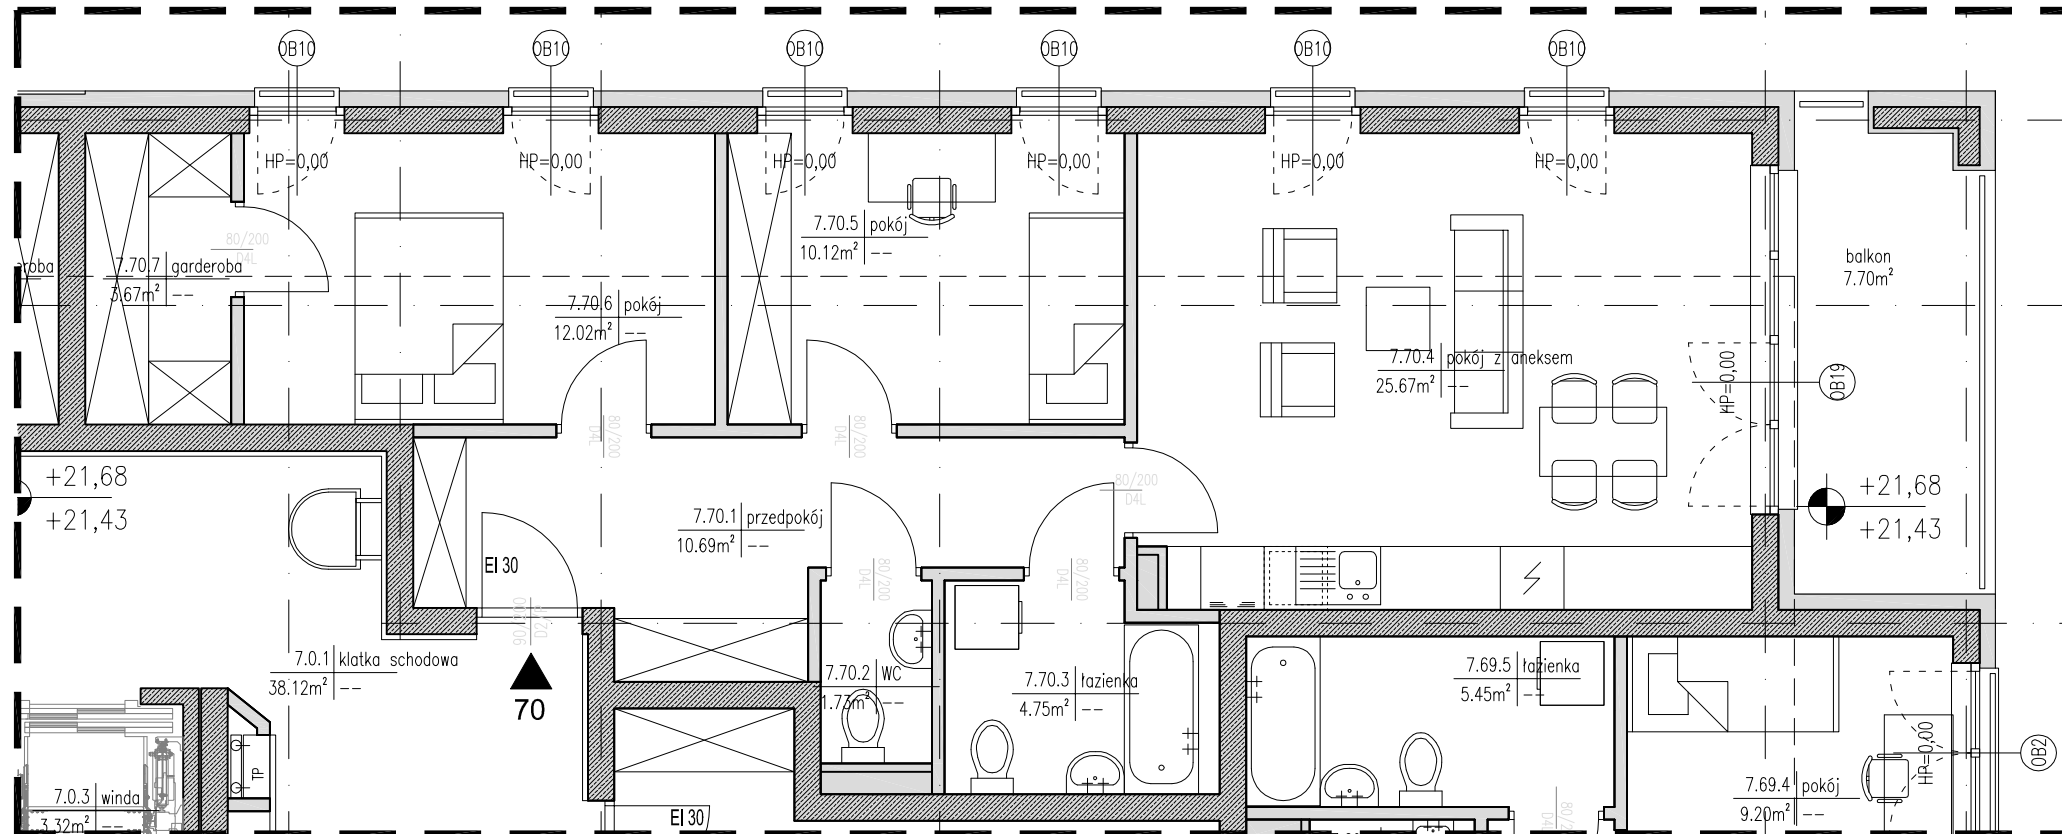 OB10
OB10
OB10
OB10
OB10
OB10
HP=0,00
HP=0,00
HP=0,00
HP=0,00
HP=0,00
HP=0,00
80/200
D4L
7.70.7 garderoba
3.67m² --
7.70.6 pokój
12.02m² --
7.70.5 pokój
10.12m² --
7.70.4 pokój z aneksem
25.67m² --
HP=0,00
OB19
balkon
7.70m²
80/200
D4L
80/200
D4L
80/200
D4L
+21,68
+21,43
+21,68
+21,43
7.70.1 przedpokój
10.69m² --
EI 30
80/200
D4L
80/200
D4L
7.0.1 klatka schodowa
38.12m² --
70
7.70.2 WC
1.73m² --
7.70.3 łazienka
4.75m² --
7.69.5 łazienka
5.45m² --
HP=0,00
OB2
7.69.4 pokój
9.20m² --
TP
7.0.3 winda
3.32m² --
EI 30